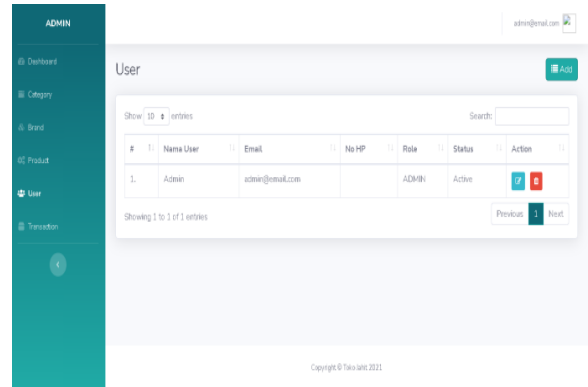 ADMIN
admin@email.com
Dashboard
Category
Brand
Product
User
Transaction
User
Add
Show 10 entries
Search:
# Nama User Email No HP Role Status Action
1. Admin admin@email.com ADMIN Active
Showing 1 to 1 of 1 entries
Previous 1 Next
Copyright © Toko Jahit 2021